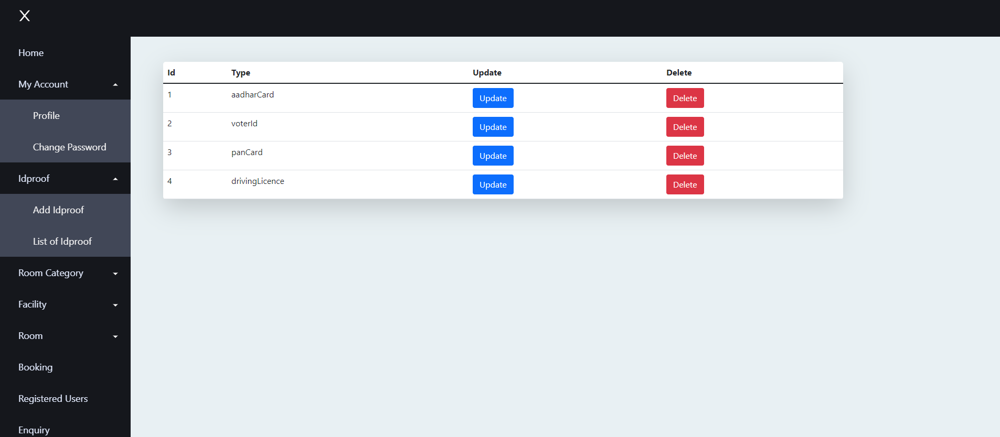 X
Home
My Account
Profile
Change Password
Idproof
Add Idproof
List of Idproof
Room Category
Facility
Room
Booking
Registered Users
Enquiry
Id Type Update Delete
1 aadharCard Update Delete
2 voterId Update Delete
3 panCard Update Delete
4 drivingLicence Update Delete